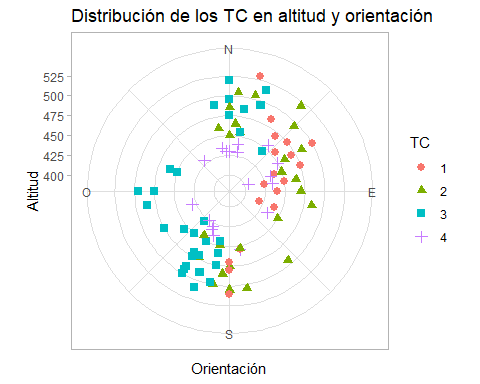 Distribución de los TC en altitud y orientación
N
525
500
475
450
425
400
O
E
S
Altitud
Orientación
TC
1
2
3
4